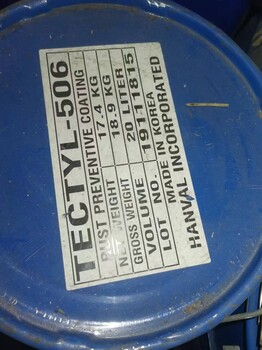 TECTYL-506
RUST PREVENTIVE COATING
NET WEIGHT 17.4 KG
GROSS WEIGHT 18.9 KG
VOLUME 20 LITER
LOT NO. 19111815
MADE IN KOREA
HANVAL INCORPORATED